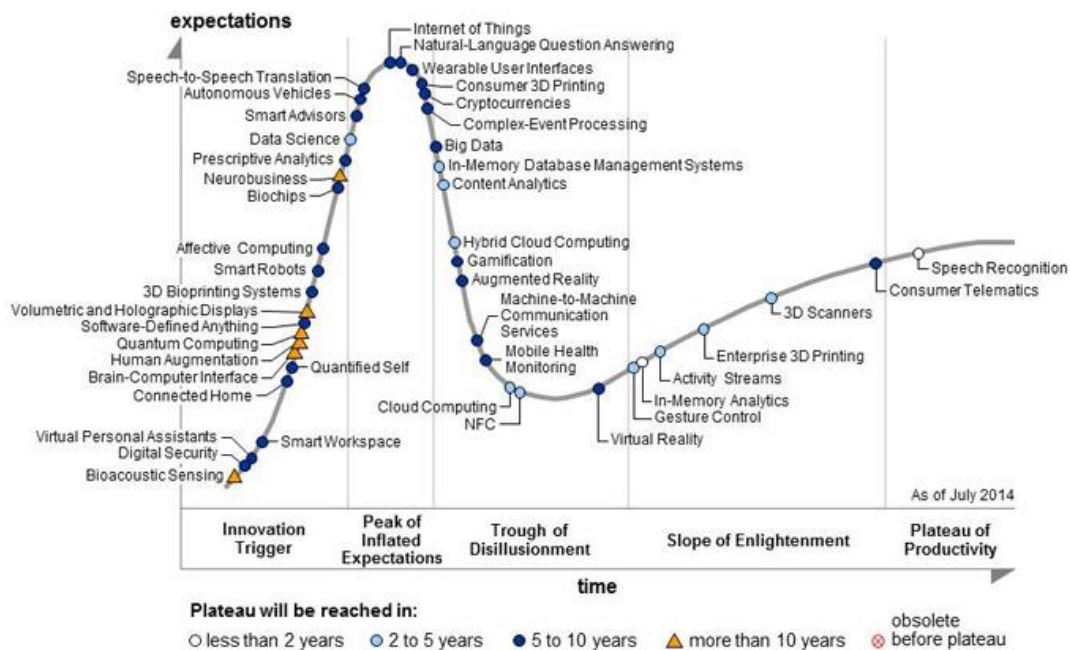 expectations
Internet of Things
Natural-Language Question Answering
Wearable User Interfaces
Speech-to-Speech Translation
Consumer 3D Printing
Autonomous Vehicles
Cryptocurrencies
Smart Advisors
Complex-Event Processing
Data Science
Big Data
Prescriptive Analytics
In-Memory Database Management Systems
Neurobusiness
Content Analytics
Biochips
Affective Computing
Hybrid Cloud Computing
Gamification
Smart Robots
Augmented Reality
3D Bioprinting Systems
Machine-to-Machine
Communication
Services
Volumetric and Holographic Displays
Software-Defined Anything
Quantum Computing
Human Augmentation
Brain-Computer Interface
Connected Home
Quantified Self
Mobile Health
Monitoring
Cloud Computing
NFC
Virtual Personal Assistants
Digital Security
Bioacoustic Sensing
Smart Workspace
Virtual Reality
Gesture Control
In-Memory Analytics
Activity Streams
Enterprise 3D Printing
3D Scanners
Consumer Telematics
Speech Recognition
As of July 2014
Innovation
Trigger
Peak of
Inflated
Expectations
Trough of
Disillusionment
Slope of Enlightenment
Plateau of
Productivity
time
Plateau will be reached in:
less than 2 years
2 to 5 years
5 to 10 years
more than 10 years
obsolete
before plateau